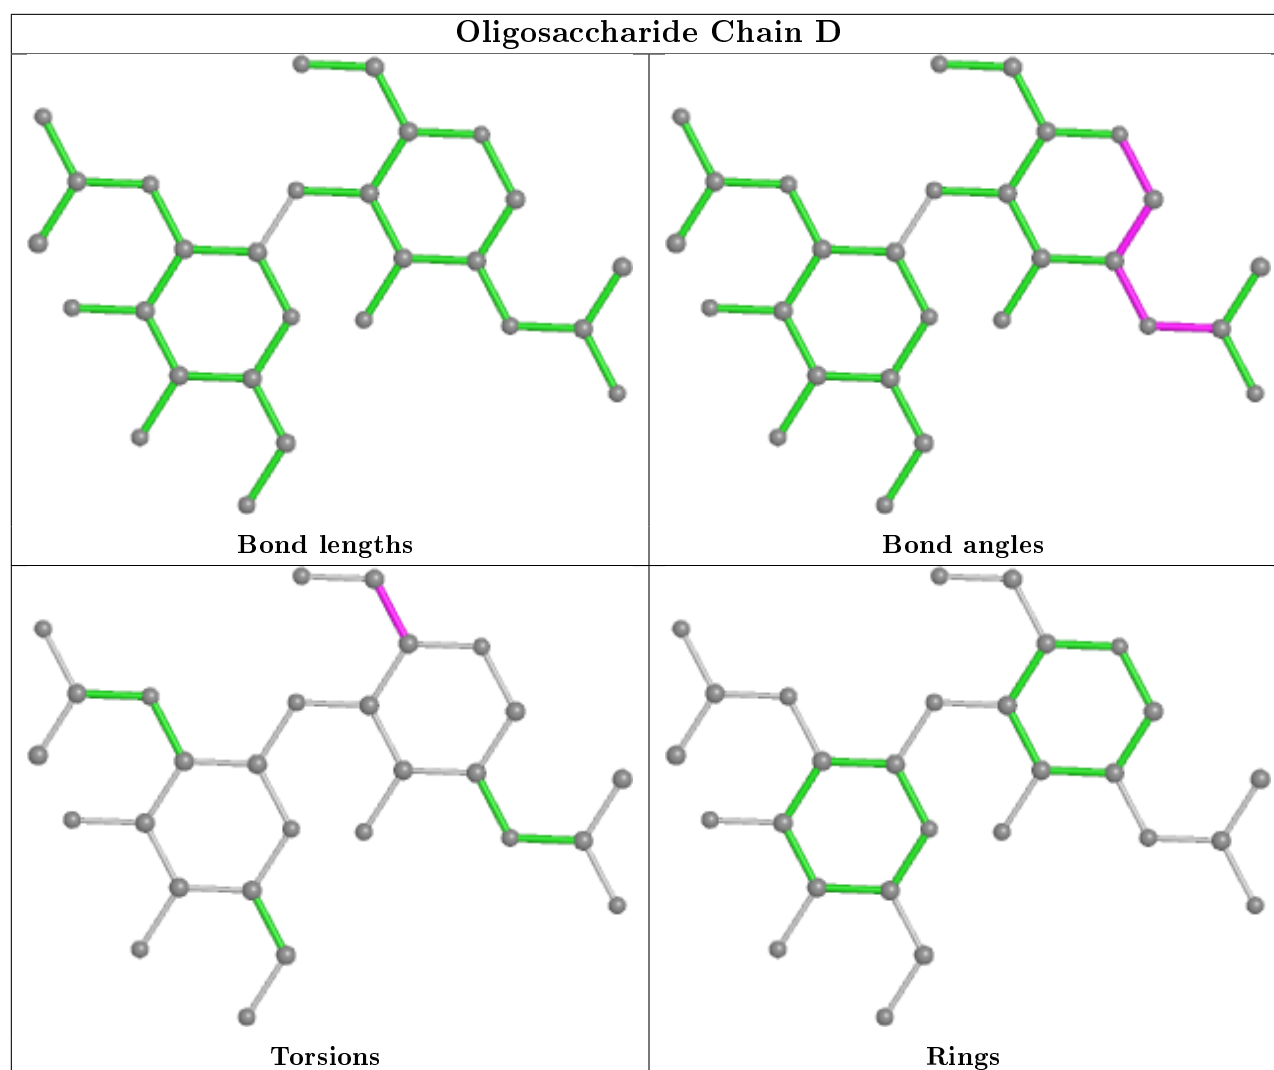 Oligosaccharide Chain D
Bond lengths
Bond angles
Torsions
Rings